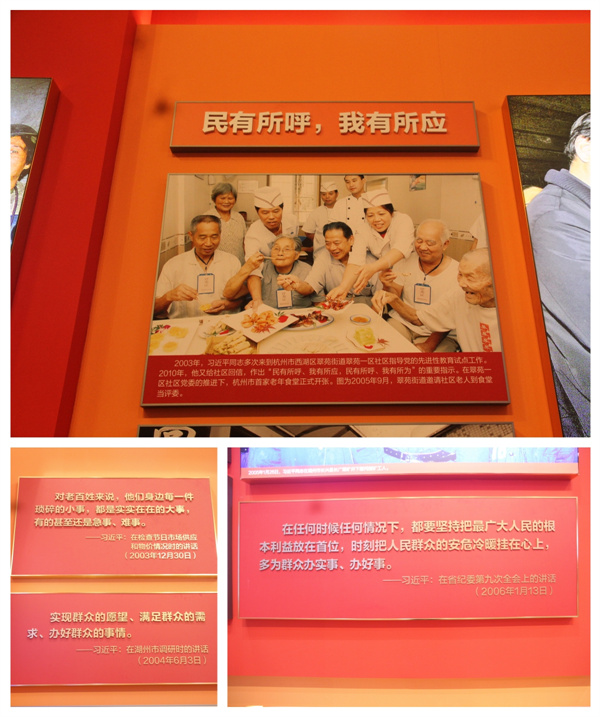 民有所呼，我有所应
2003年，习近平同志多次来到杭州市西湖区翠苑街道翠苑一区社区指导党的先进性教育试点工作。
2010年，他又给社区回信，作出“民有所呼、我有所应，民有所呼、我有所为”的重要指示。在翠苑一
区社区党委的推进下，杭州市首家老年食堂正式开张。图为2005年9月，翠苑街道邀请社区老人到食堂
当评委。
对老百姓来说，他们身边每一件
琐碎的小事，都是实实在在的大事，
有的甚至还是急事、难事。
——习近平：在检查节日市场供应
和物价情况时的讲话
（2003年12月30日）
实现群众的愿望、满足群众的需
求、办好群众的事情。
——习近平：在湖州市调研时的讲话
（2004年6月3日）
在任何时候任何情况下，都要坚持把最广大人民的根
本利益放在首位，时刻把人民群众的安危冷暖挂在心上，
多为群众办实事、办好事。
——习近平：在省纪委第九次全会上的讲话
（2006年1月13日）